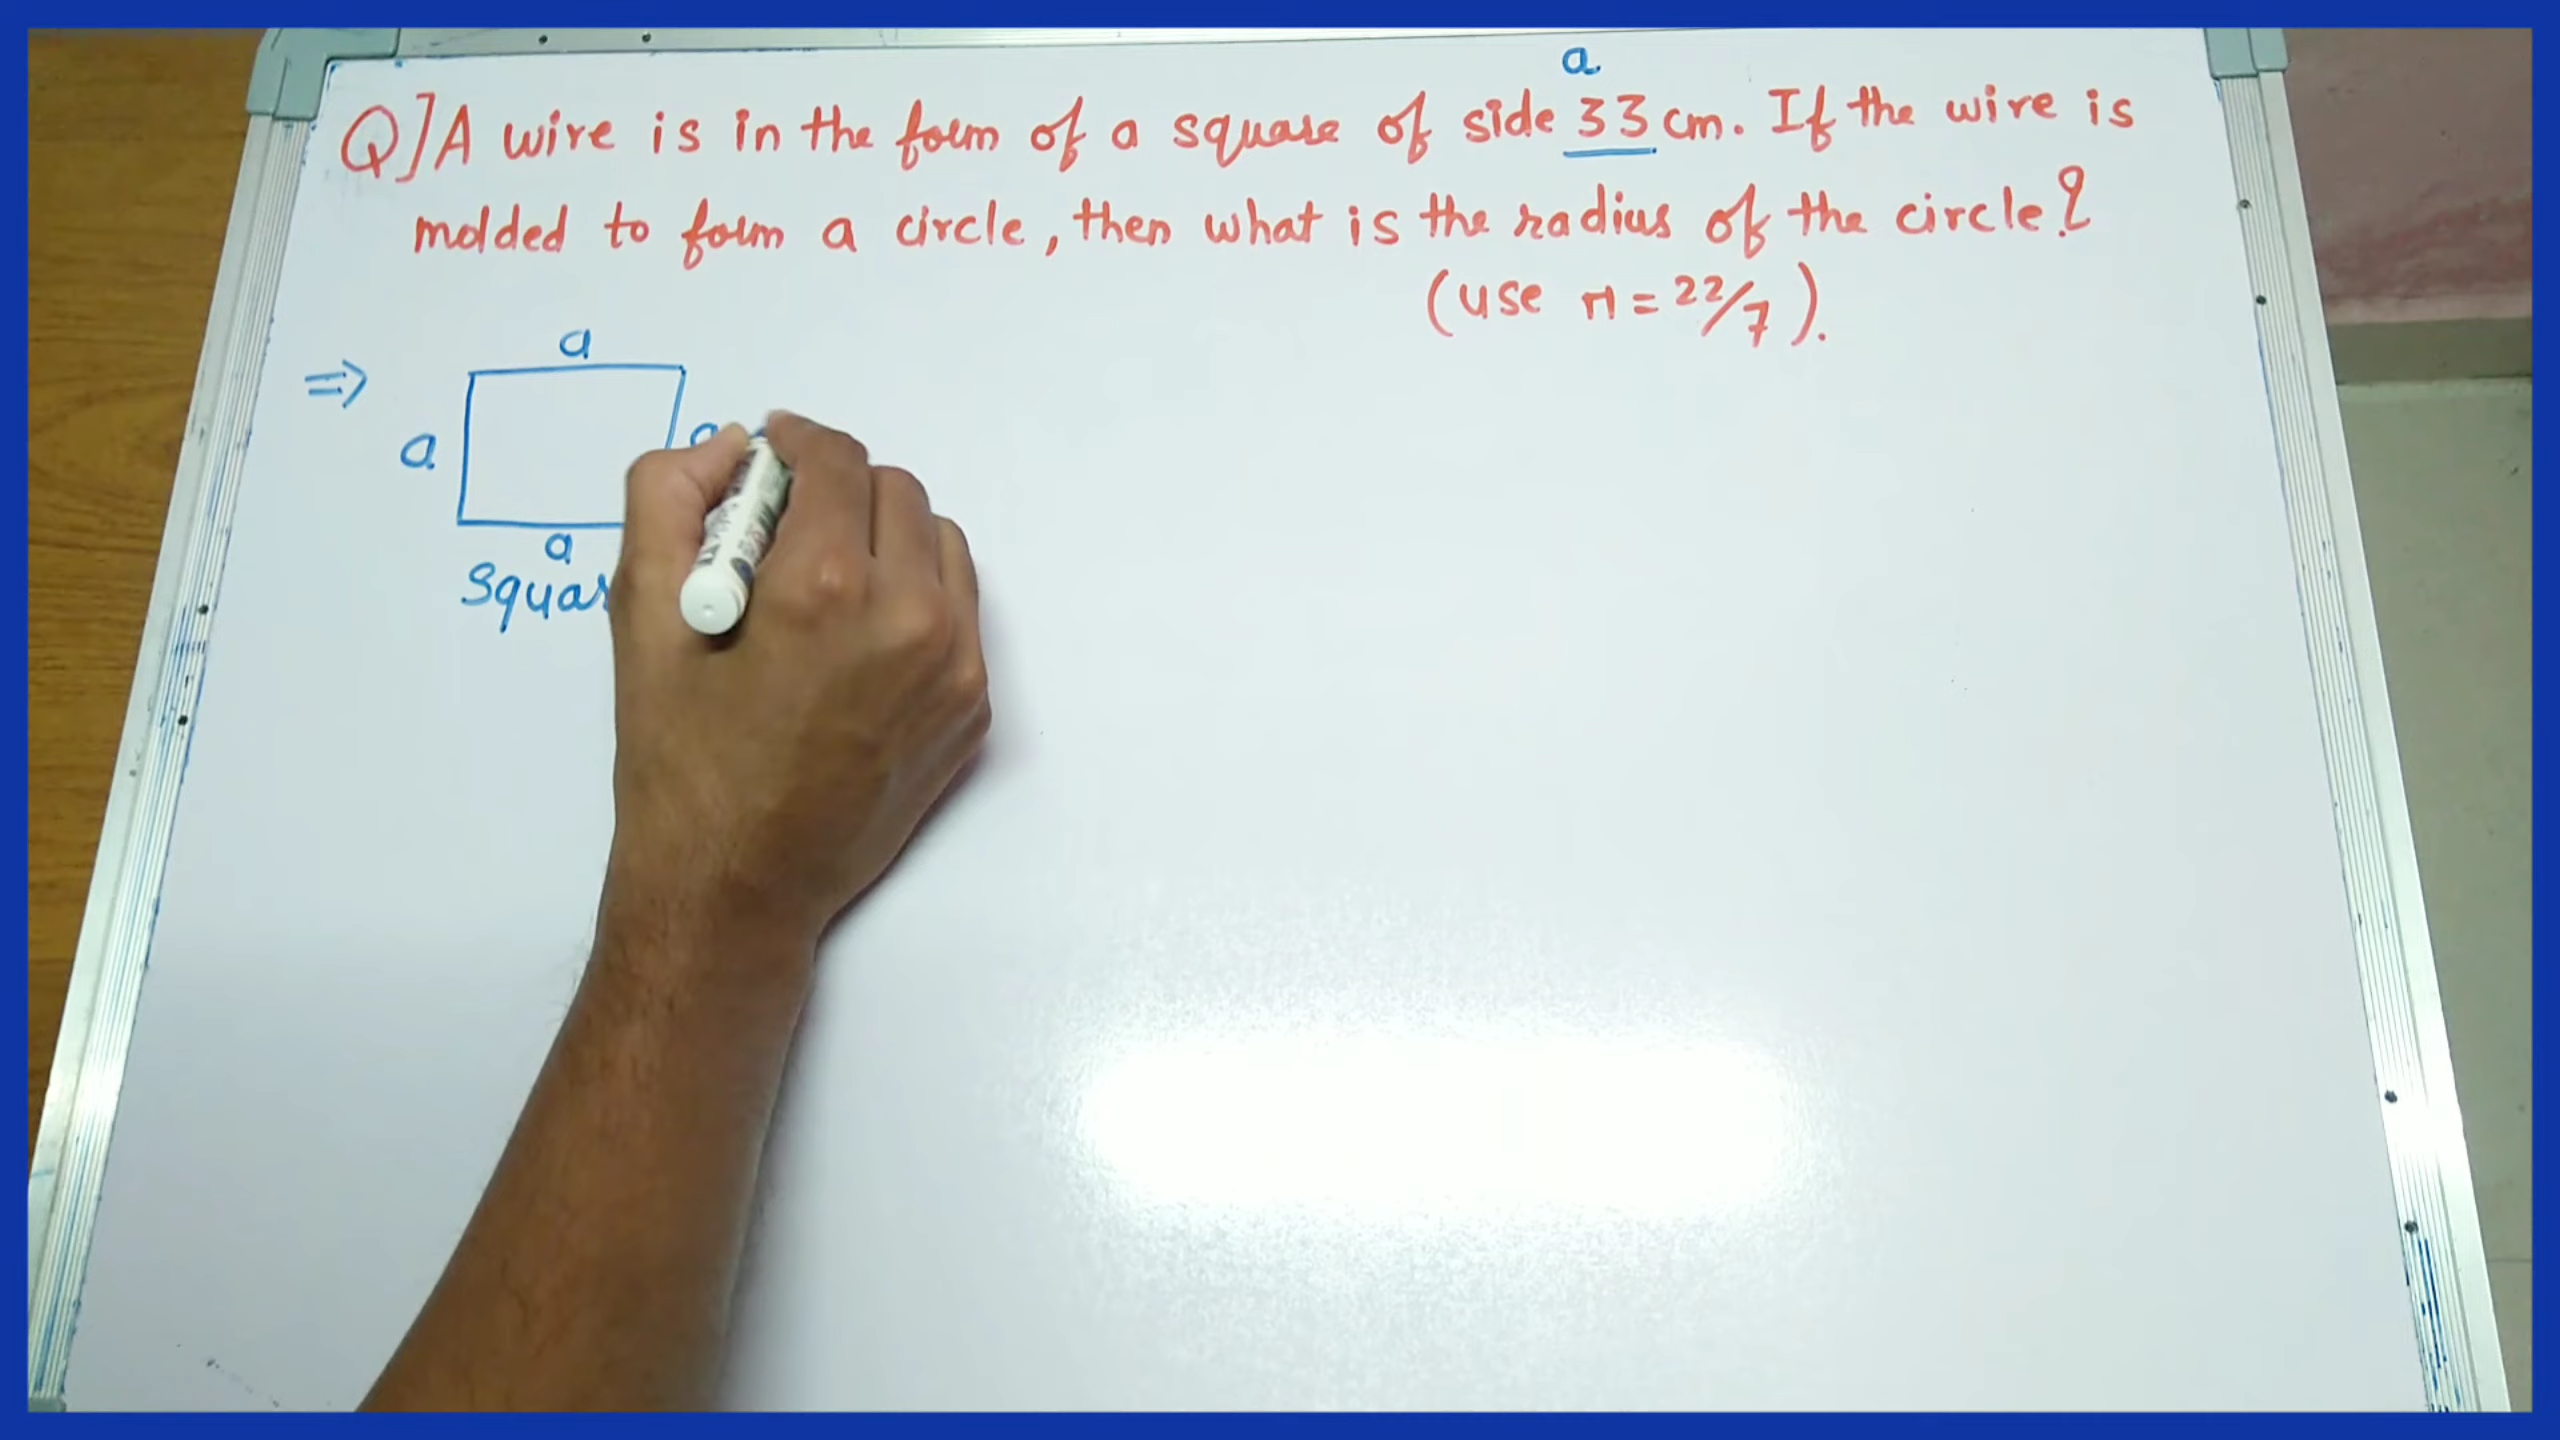 a
Q] A wire is in the form of a square of side 33 cm. If the wire is
molded to form a circle, then what is the radius of the circle?
(use π = 22/7).
⇒
a
a
a